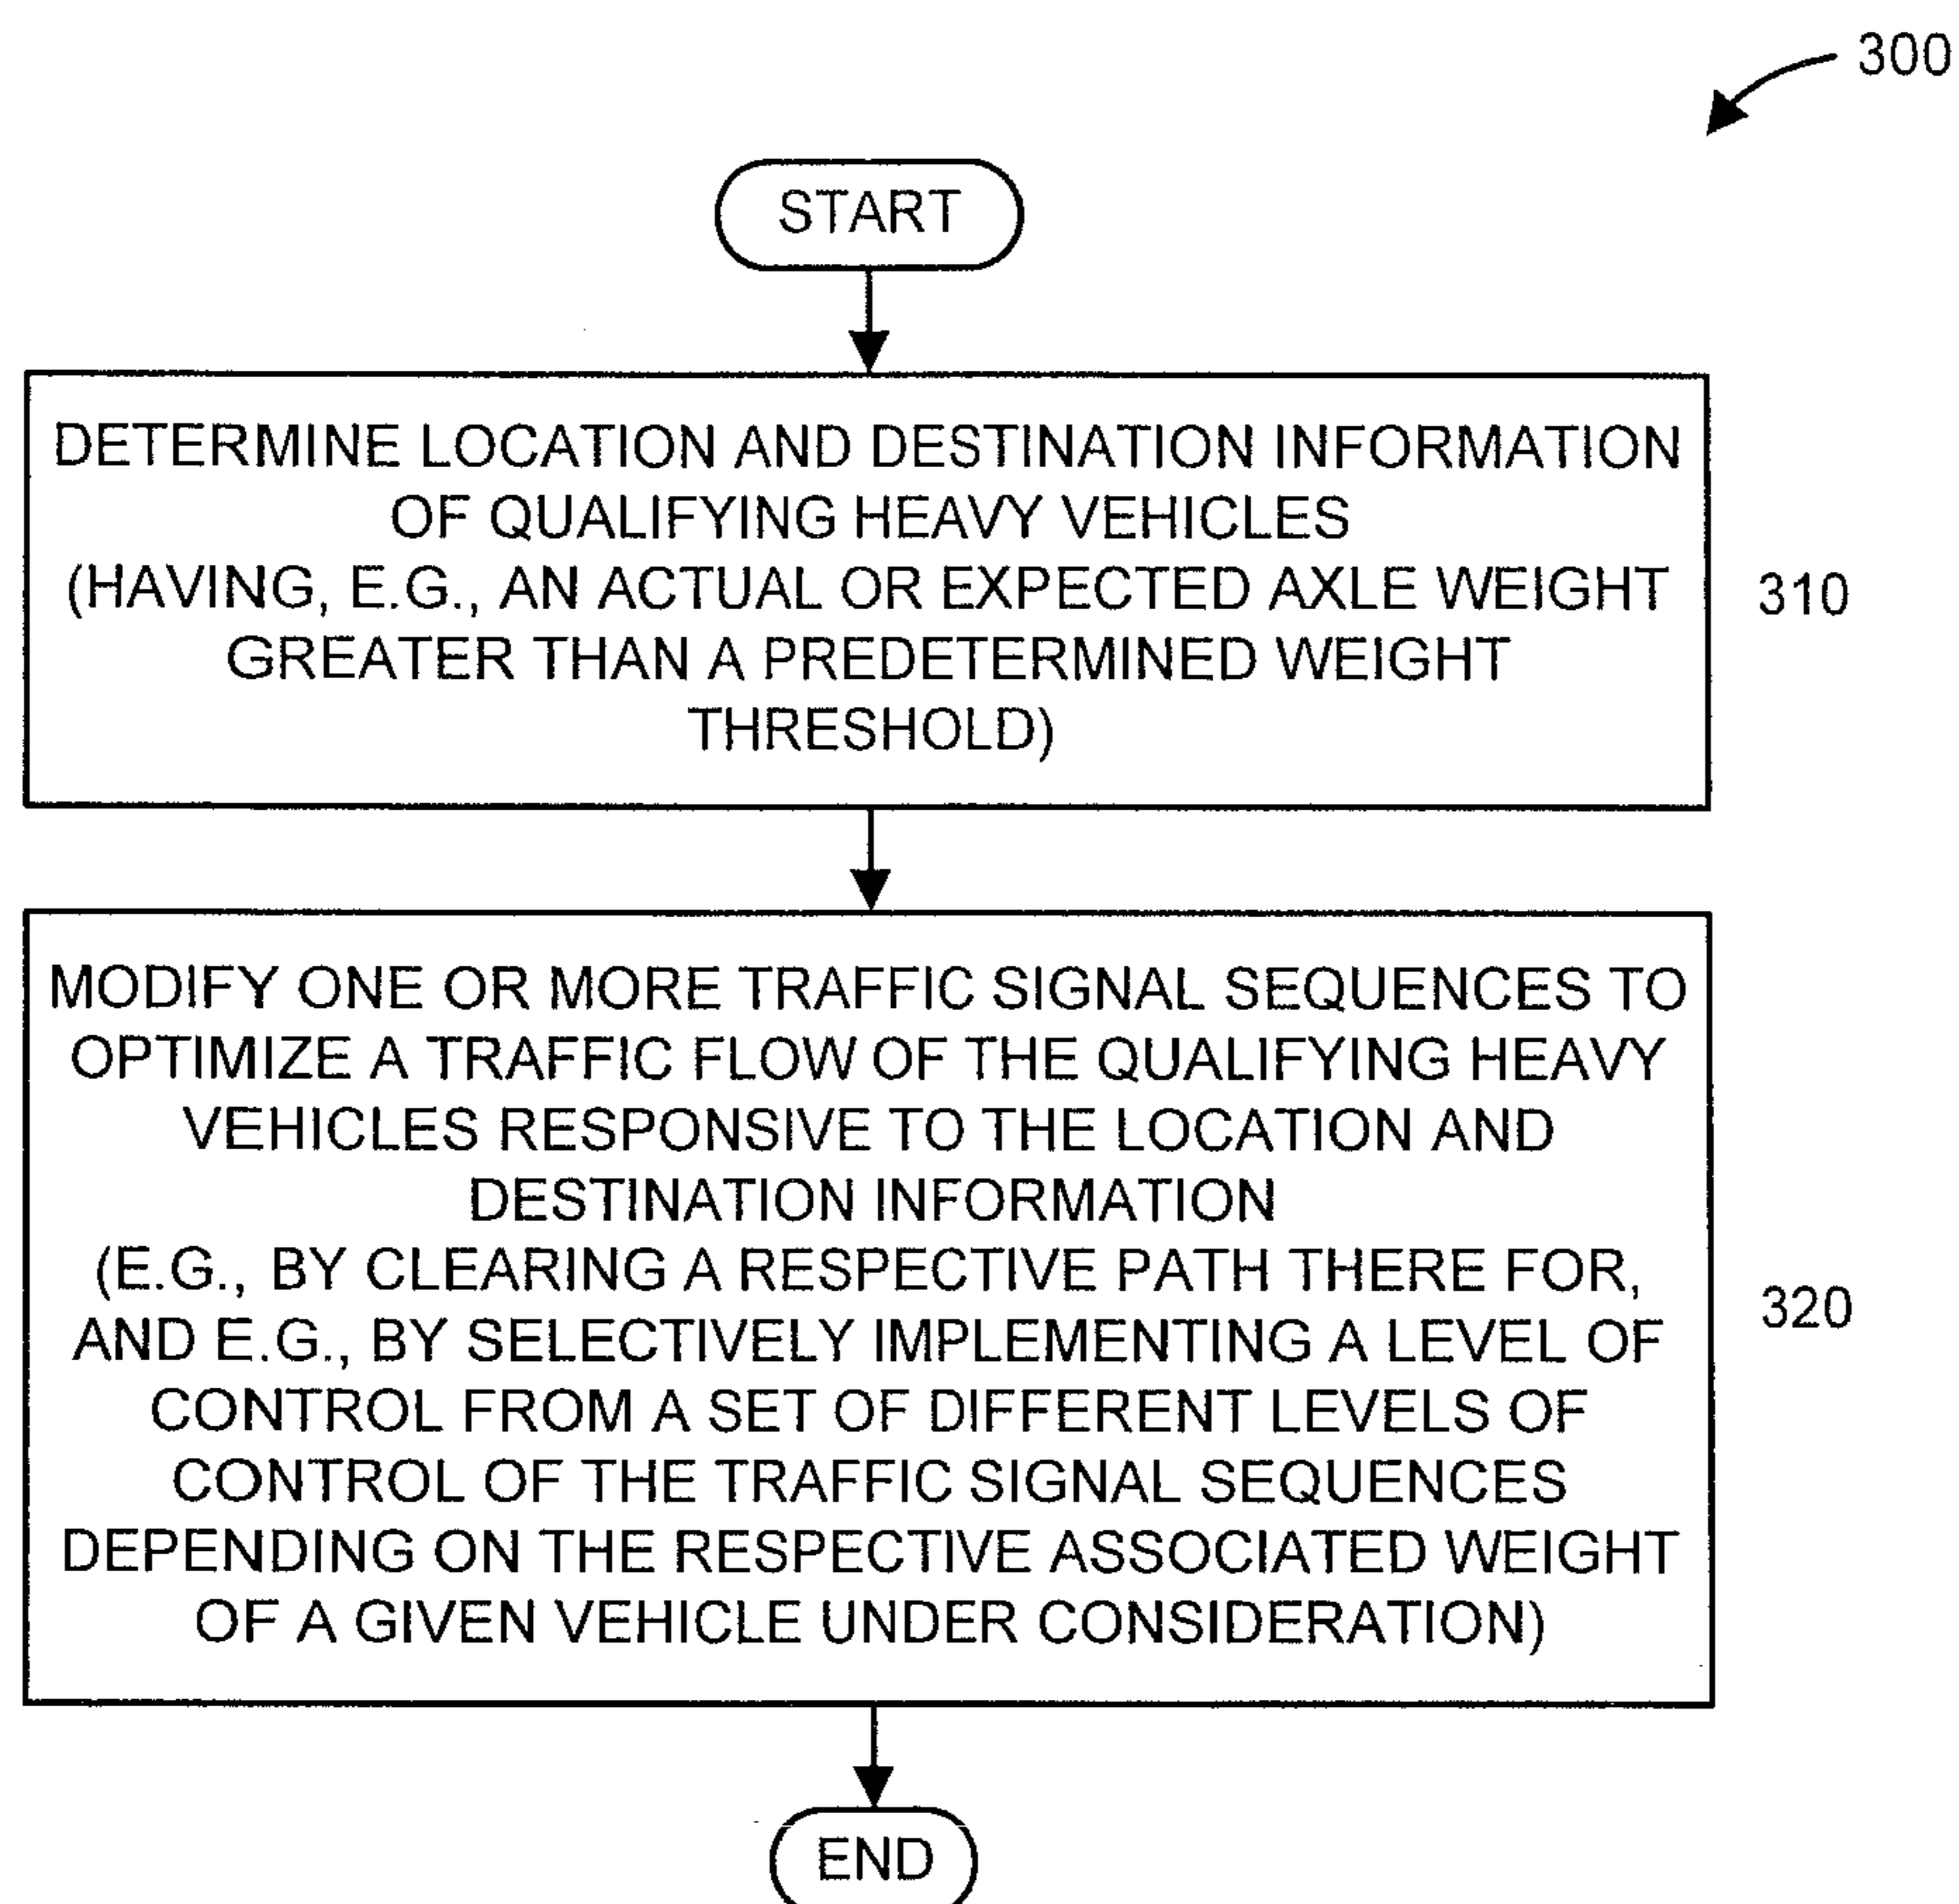 300
START
DETERMINE LOCATION AND DESTINATION INFORMATION
OF QUALIFYING HEAVY VEHICLES
(HAVING, E.G., AN ACTUAL OR EXPECTED AXLE WEIGHT
GREATER THAN A PREDETERMINED WEIGHT
THRESHOLD)
310
MODIFY ONE OR MORE TRAFFIC SIGNAL SEQUENCES TO
OPTIMIZE A TRAFFIC FLOW OF THE QUALIFYING HEAVY
VEHICLES RESPONSIVE TO THE LOCATION AND
DESTINATION INFORMATION
(E.G., BY CLEARING A RESPECTIVE PATH THERE FOR,
AND E.G., BY SELECTIVELY IMPLEMENTING A LEVEL OF
CONTROL FROM A SET OF DIFFERENT LEVELS OF
CONTROL OF THE TRAFFIC SIGNAL SEQUENCES
DEPENDING ON THE RESPECTIVE ASSOCIATED WEIGHT
OF A GIVEN VEHICLE UNDER CONSIDERATION)
320
END